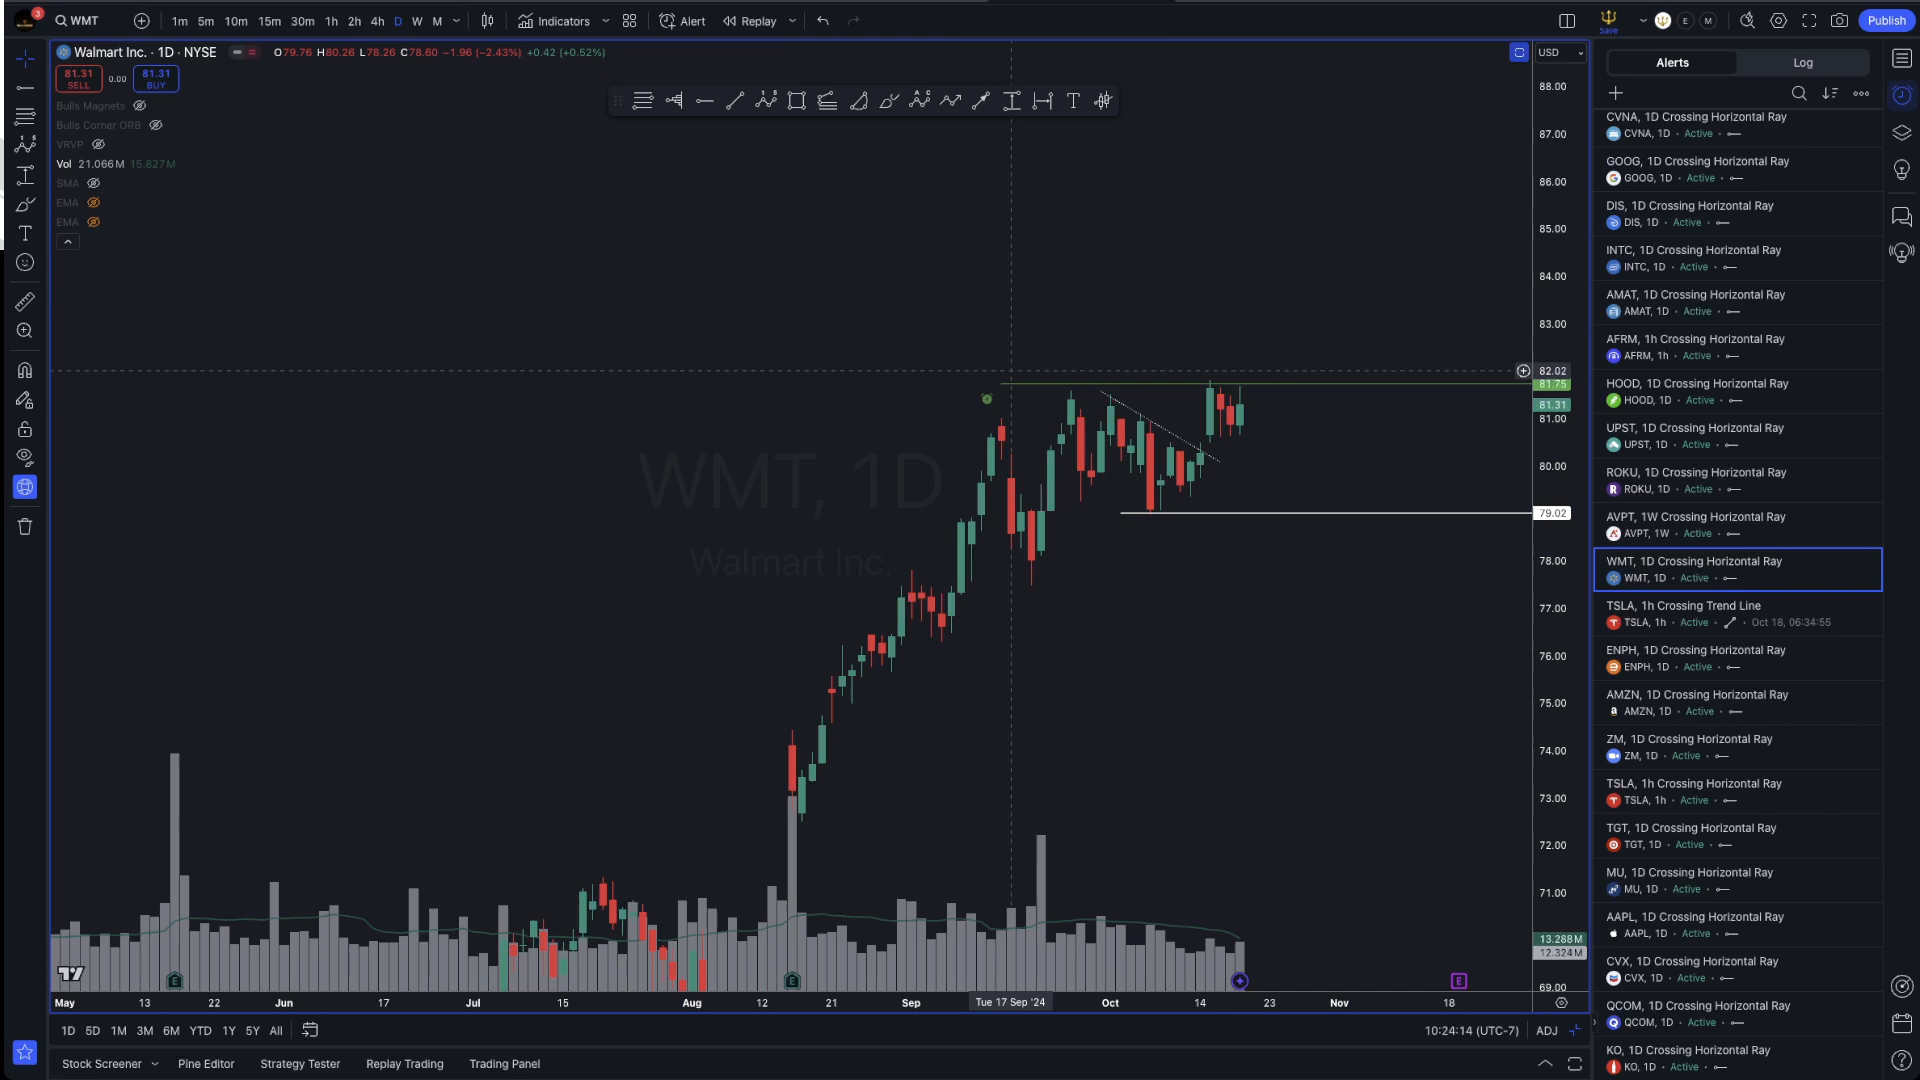 3
WMT
1m 5m 10m 15m 30m 1h 2h 4h D W M
Indicators
Alert
Replay
Save
E
M
Publish
Walmart Inc. · 1D · NYSE
O79.76 H80.26 L78.26 C78.60 −1.96 (−2.43%) +0.42 (+0.52%)
81.31
SELL
0.00
81.31
BUY
Bulls Magnets
Bulls Corner ORB
VRVP
Vol 21.066M 15.827M
SMA
EMA
EMA
WMT, 1D
Walmart Inc.
USD
88.00
87.00
86.00
85.00
84.00
83.00
82.02
81.75
81.31
81.00
80.00
79.02
78.00
77.00
76.00
75.00
74.00
73.00
72.00
71.00
13.288M
12.324M
69.00
E
E
E
May 13 22 Jun 17 Jul 15 Aug 12 21 Sep Tue 17 Sep '24 Oct 14 23 Nov 18
1D 5D 1M 3M 6M YTD 1Y 5Y All
10:24:14 (UTC-7) ADJ
Stock Screener Pine Editor Strategy Tester Replay Trading Trading Panel
Alerts Log
CVNA, 1D Crossing Horizontal Ray
CVNA, 1D · Active ·
GOOG, 1D Crossing Horizontal Ray
GOOG, 1D · Active ·
DIS, 1D Crossing Horizontal Ray
DIS, 1D · Active ·
INTC, 1D Crossing Horizontal Ray
INTC, 1D · Active ·
AMAT, 1D Crossing Horizontal Ray
AMAT, 1D · Active ·
AFRM, 1h Crossing Horizontal Ray
AFRM, 1h · Active ·
HOOD, 1D Crossing Horizontal Ray
HOOD, 1D · Active ·
UPST, 1D Crossing Horizontal Ray
UPST, 1D · Active ·
ROKU, 1D Crossing Horizontal Ray
ROKU, 1D · Active ·
AVPT, 1W Crossing Horizontal Ray
AVPT, 1W · Active ·
WMT, 1D Crossing Horizontal Ray
WMT, 1D · Active ·
TSLA, 1h Crossing Trend Line
TSLA, 1h · Active · Oct 18, 06:34:55
ENPH, 1D Crossing Horizontal Ray
ENPH, 1D · Active ·
AMZN, 1D Crossing Horizontal Ray
AMZN, 1D · Active ·
ZM, 1D Crossing Horizontal Ray
ZM, 1D · Active ·
TSLA, 1h Crossing Horizontal Ray
TSLA, 1h · Active ·
TGT, 1D Crossing Horizontal Ray
TGT, 1D · Active ·
MU, 1D Crossing Horizontal Ray
MU, 1D · Active ·
AAPL, 1D Crossing Horizontal Ray
AAPL, 1D · Active ·
CVX, 1D Crossing Horizontal Ray
CVX, 1D · Active ·
QCOM, 1D Crossing Horizontal Ray
QCOM, 1D · Active ·
KO, 1D Crossing Horizontal Ray
KO, 1D · Active ·